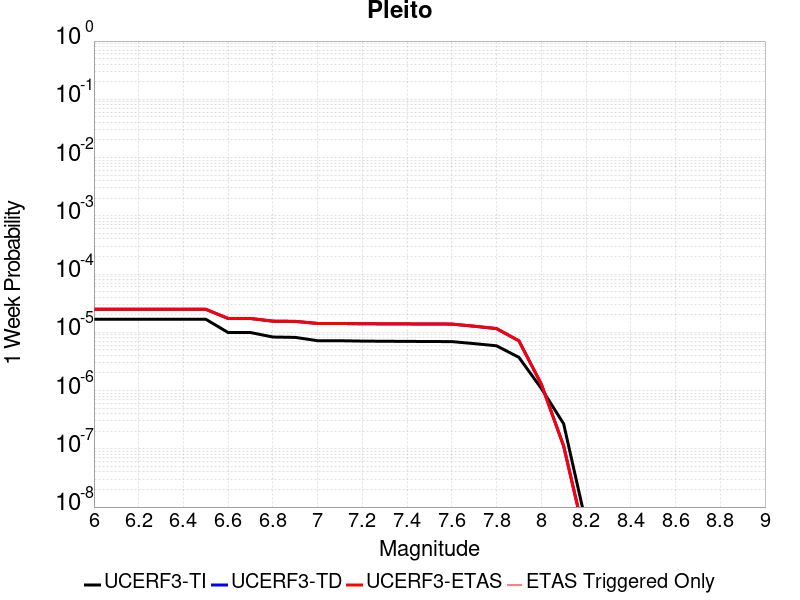 Pleito
10^0
10^-1
10^-2
10^-3
10^-4
10^-5
10^-6
10^-7
10^-8
1 Week Probability
6 6.2 6.4 6.6 6.8 7 7.2 7.4 7.6 7.8 8 8.2 8.4 8.6 8.8 9
Magnitude
UCERF3-TI UCERF3-TD UCERF3-ETAS ETAS Triggered Only